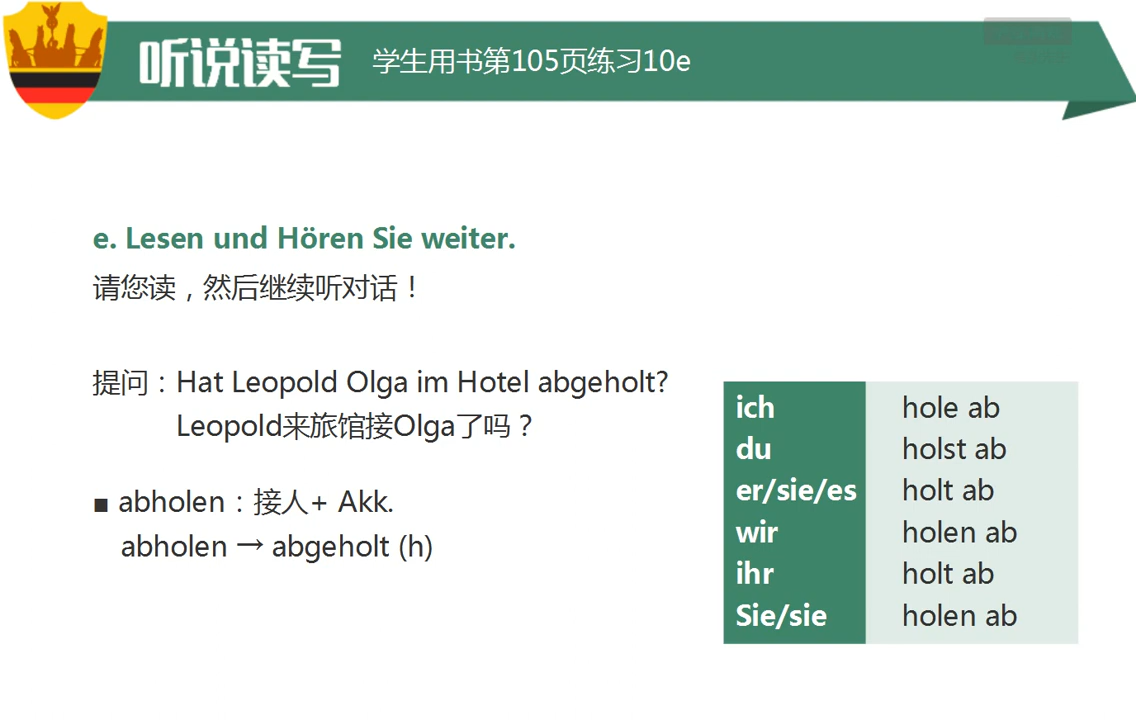 听说读写 学生用书第105页练习10e
e. Lesen und Hören Sie weiter.
请您读，然后继续听对话！
提问：Hat Leopold Olga im Hotel abgeholt?
Leopold来旅馆接Olga了吗？
■ abholen：接人+ Akk.
abholen → abgeholt (h)
ich hole ab
du holst ab
er/sie/es holt ab
wir holen ab
ihr holt ab
Sie/sie holen ab